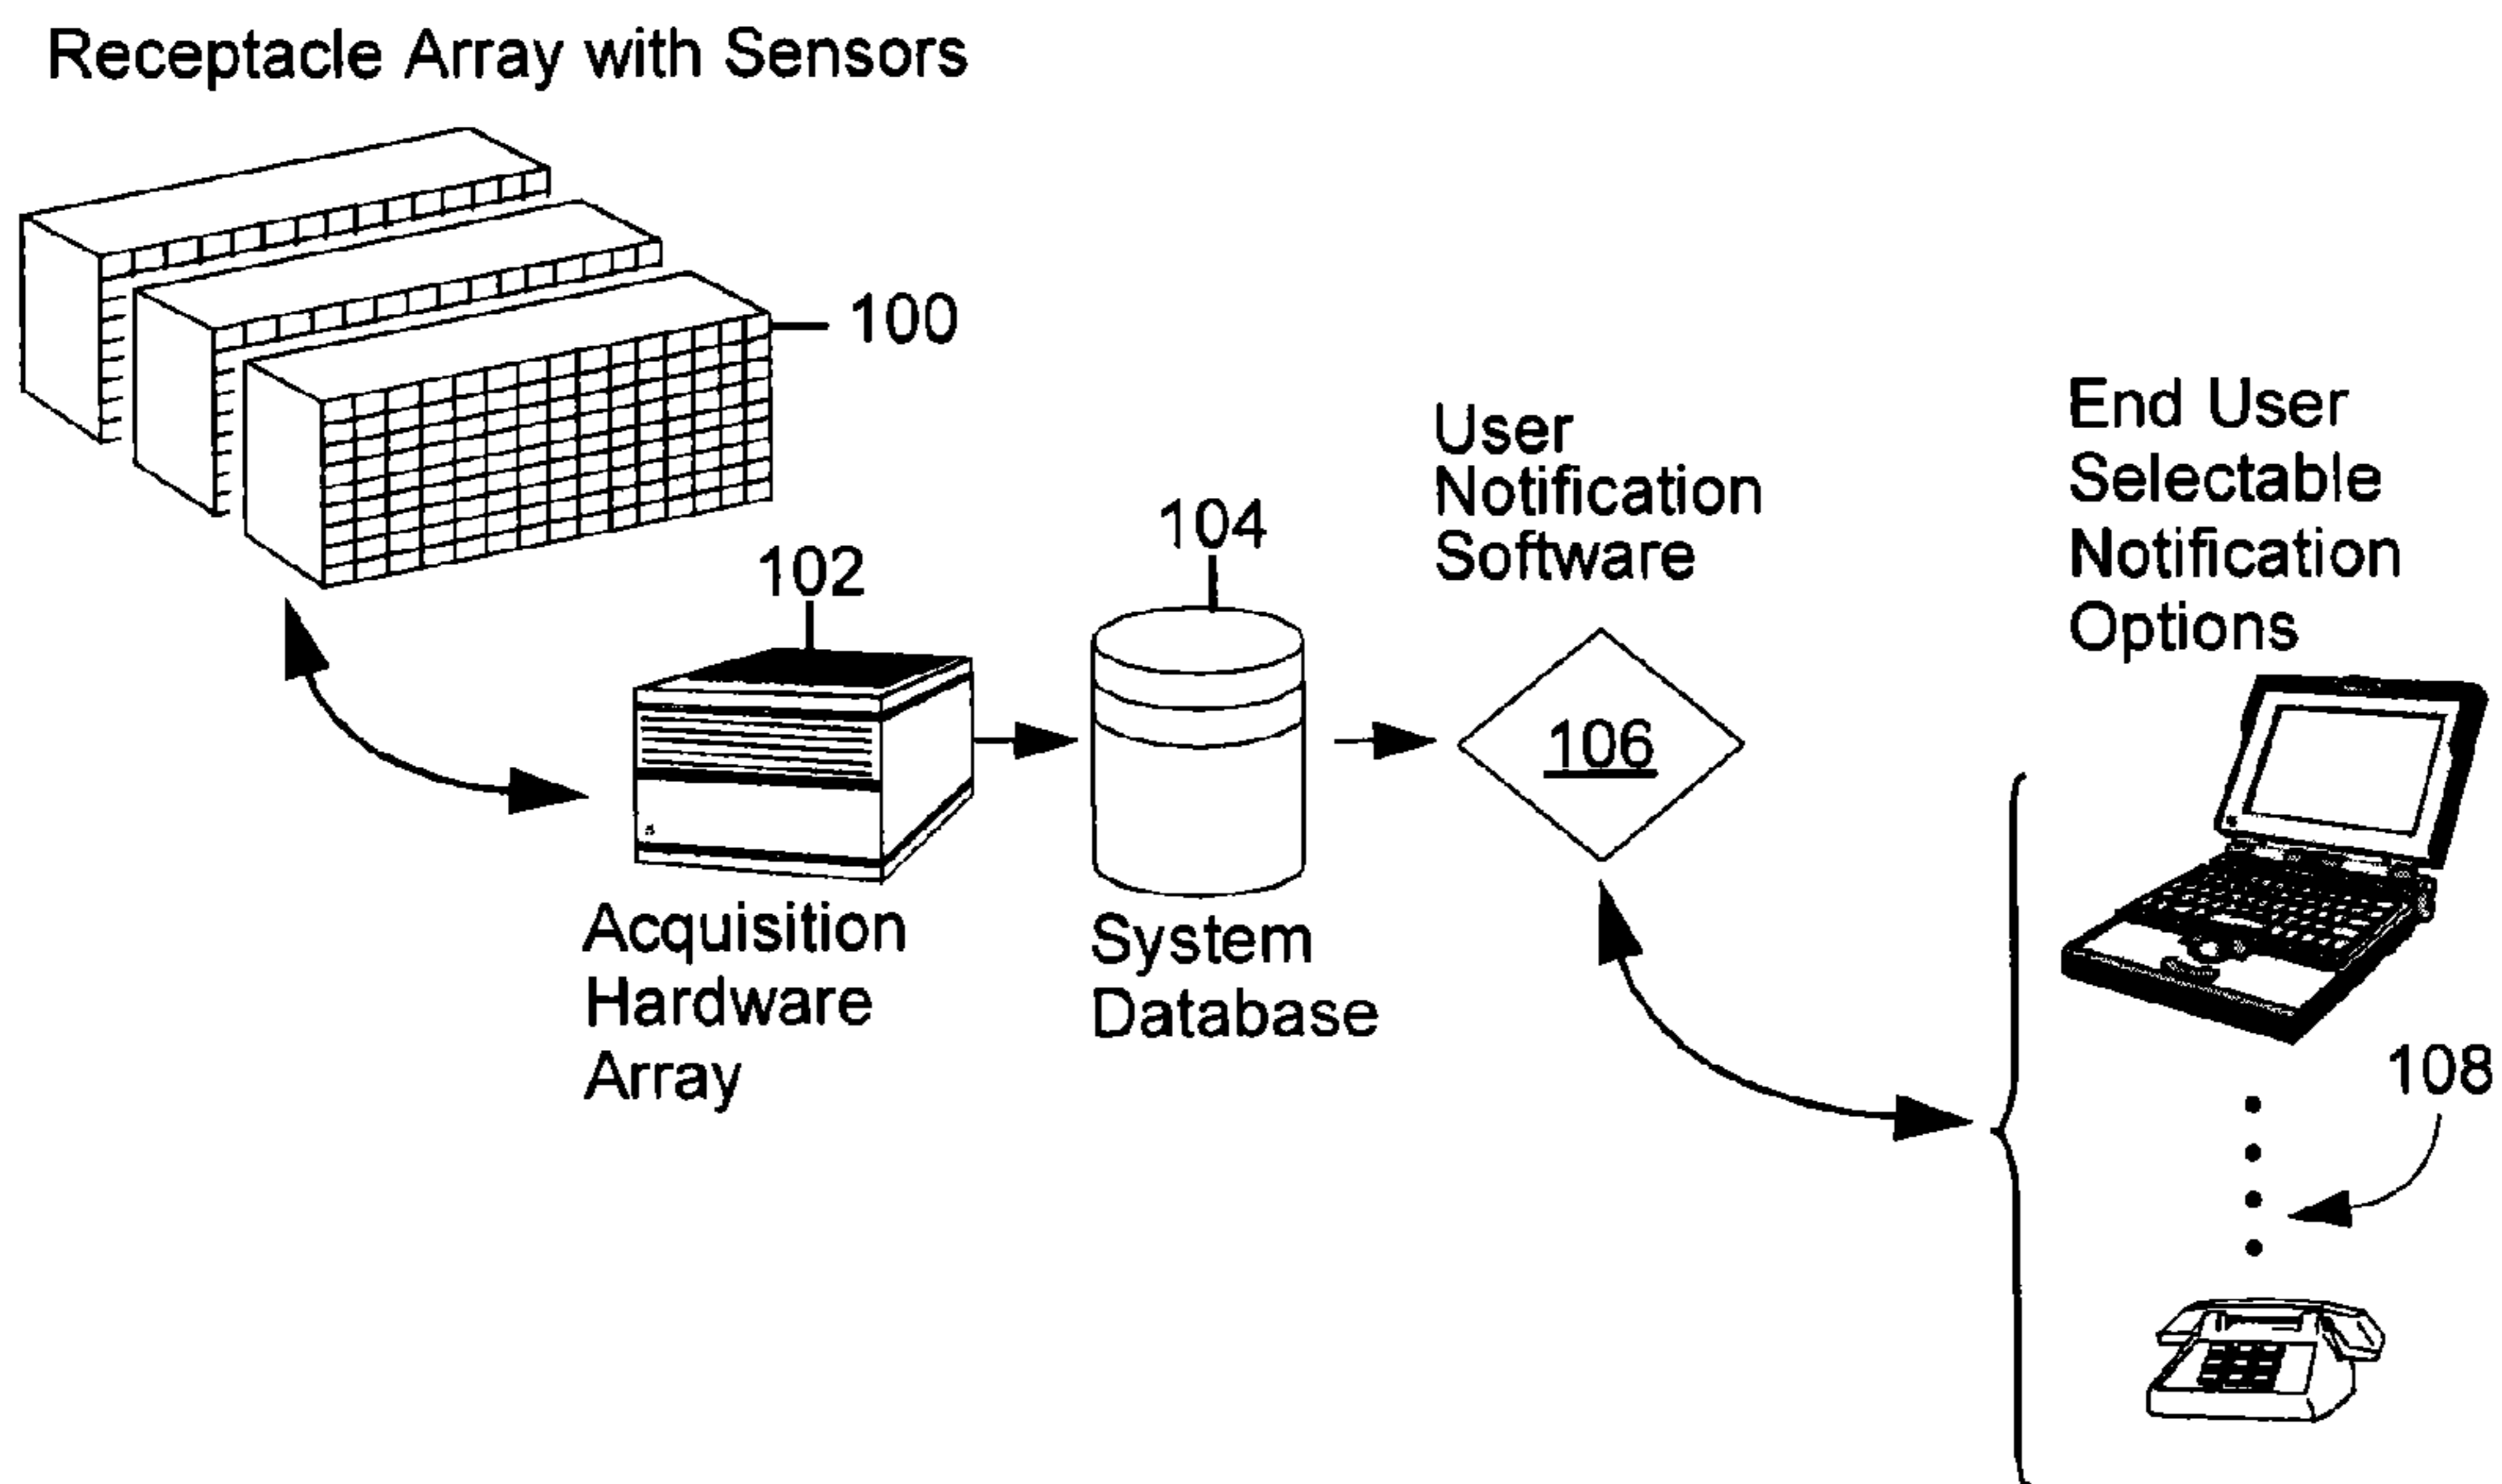 Receptacle Array with Sensors
100
102
104
User
Notification
Software
End User
Selectable
Notification
Options
106
Acquisition
Hardware
Array
System
Database
108